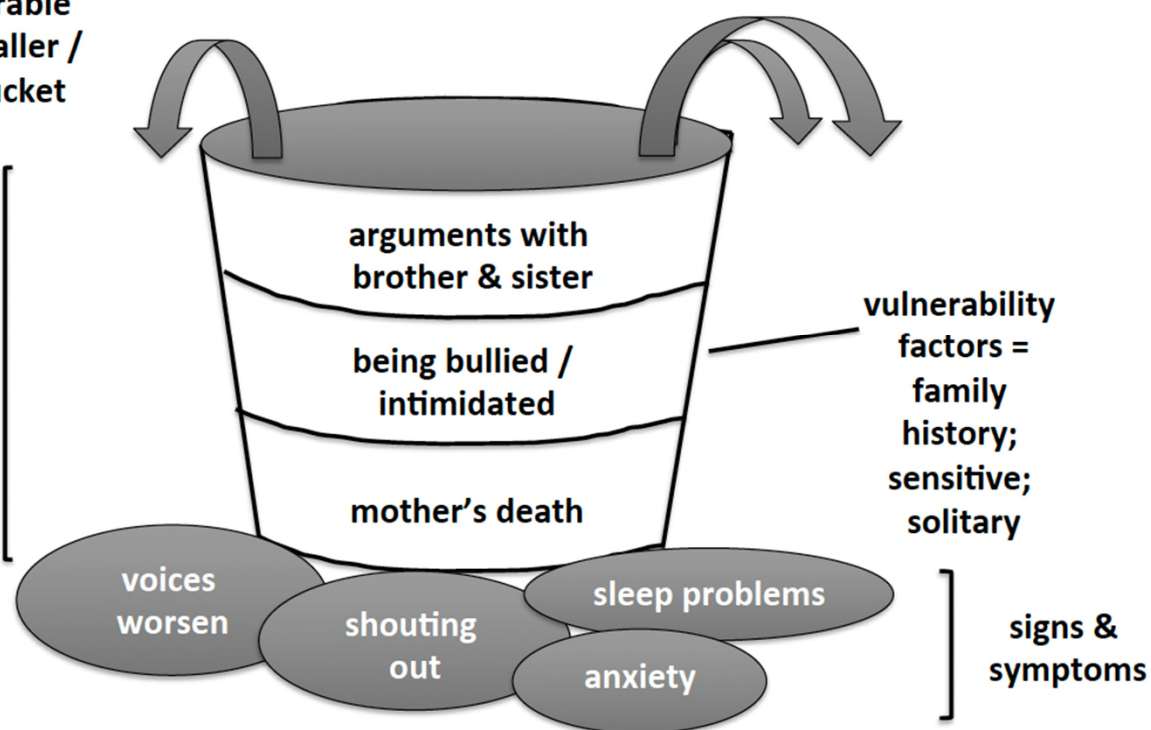 /
arguments with
brother & sister
being bullied /
intimidated
mother’s death
vulnerability
factors =
family
history;
sensitive;
solitary
voices
worsen
shouting
out
sleep problems
anxiety
signs &
symptoms